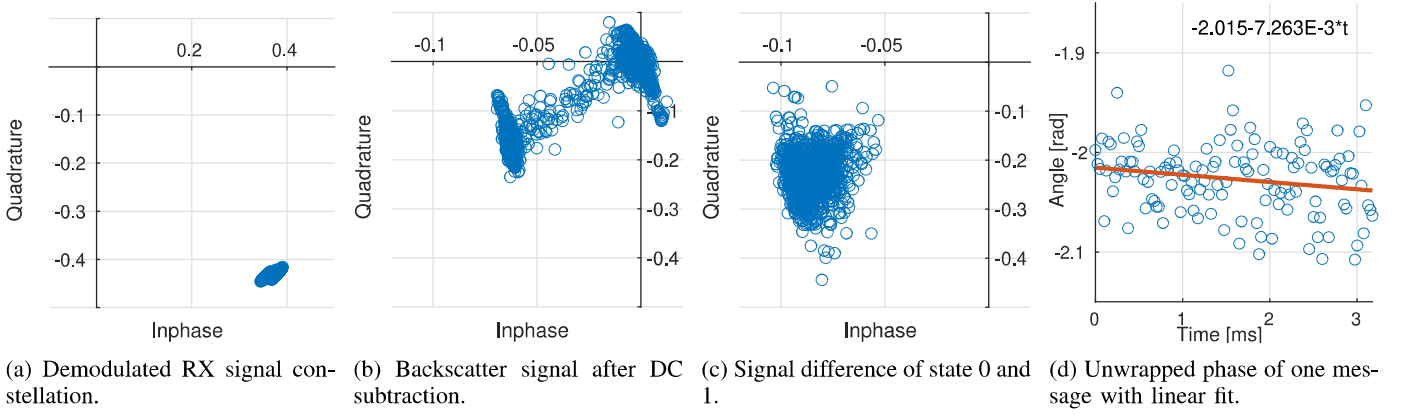 0.2 0.4
-0.1
-0.2
-0.3
-0.4
Quadrature
Inphase
-0.1 -0.05
-0.1
-0.2
-0.3
-0.4
Quadrature
Inphase
-0.1 -0.05
-0.1
-0.2
-0.3
-0.4
Quadrature
Inphase
-2.015-7.263E-3*t
-1.9
-2
-2.1
Angle [rad]
0 1 2 3
Time [ms]
(a) Demodulated RX signal con-
stellation.
(b) Backscatter signal after DC
subtraction.
(c) Signal difference of state 0 and
1.
(d) Unwrapped phase of one mes-
sage with linear fit.